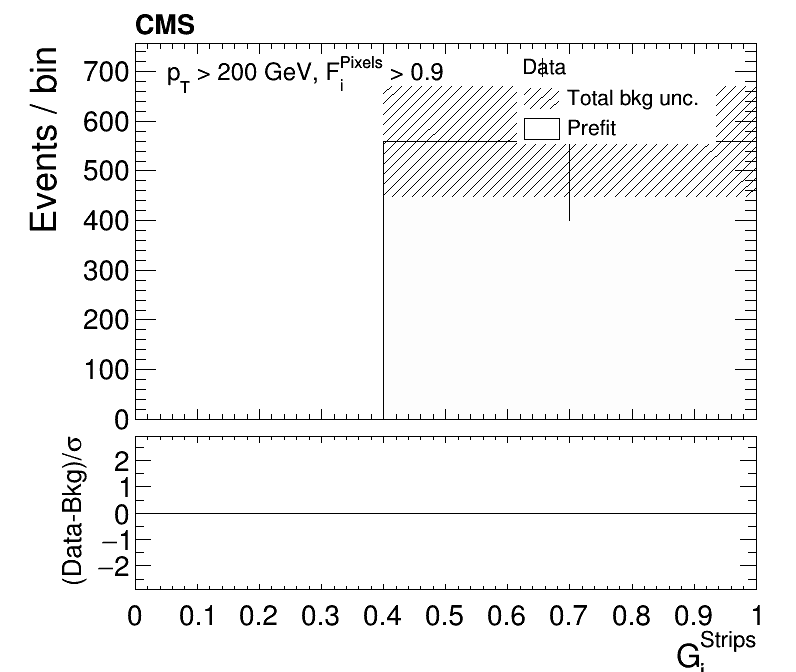 CMS
p_T > 200 GeV, F_i^Pixels > 0.9
Data
Total bkg unc.
Prefit
Events / bin
700
600
500
400
300
200
100
0
(Data-Bkg)/σ
2
1
0
−1
−2
0 0.1 0.2 0.3 0.4 0.5 0.6 0.7 0.8 0.9 1
G_i^Strips